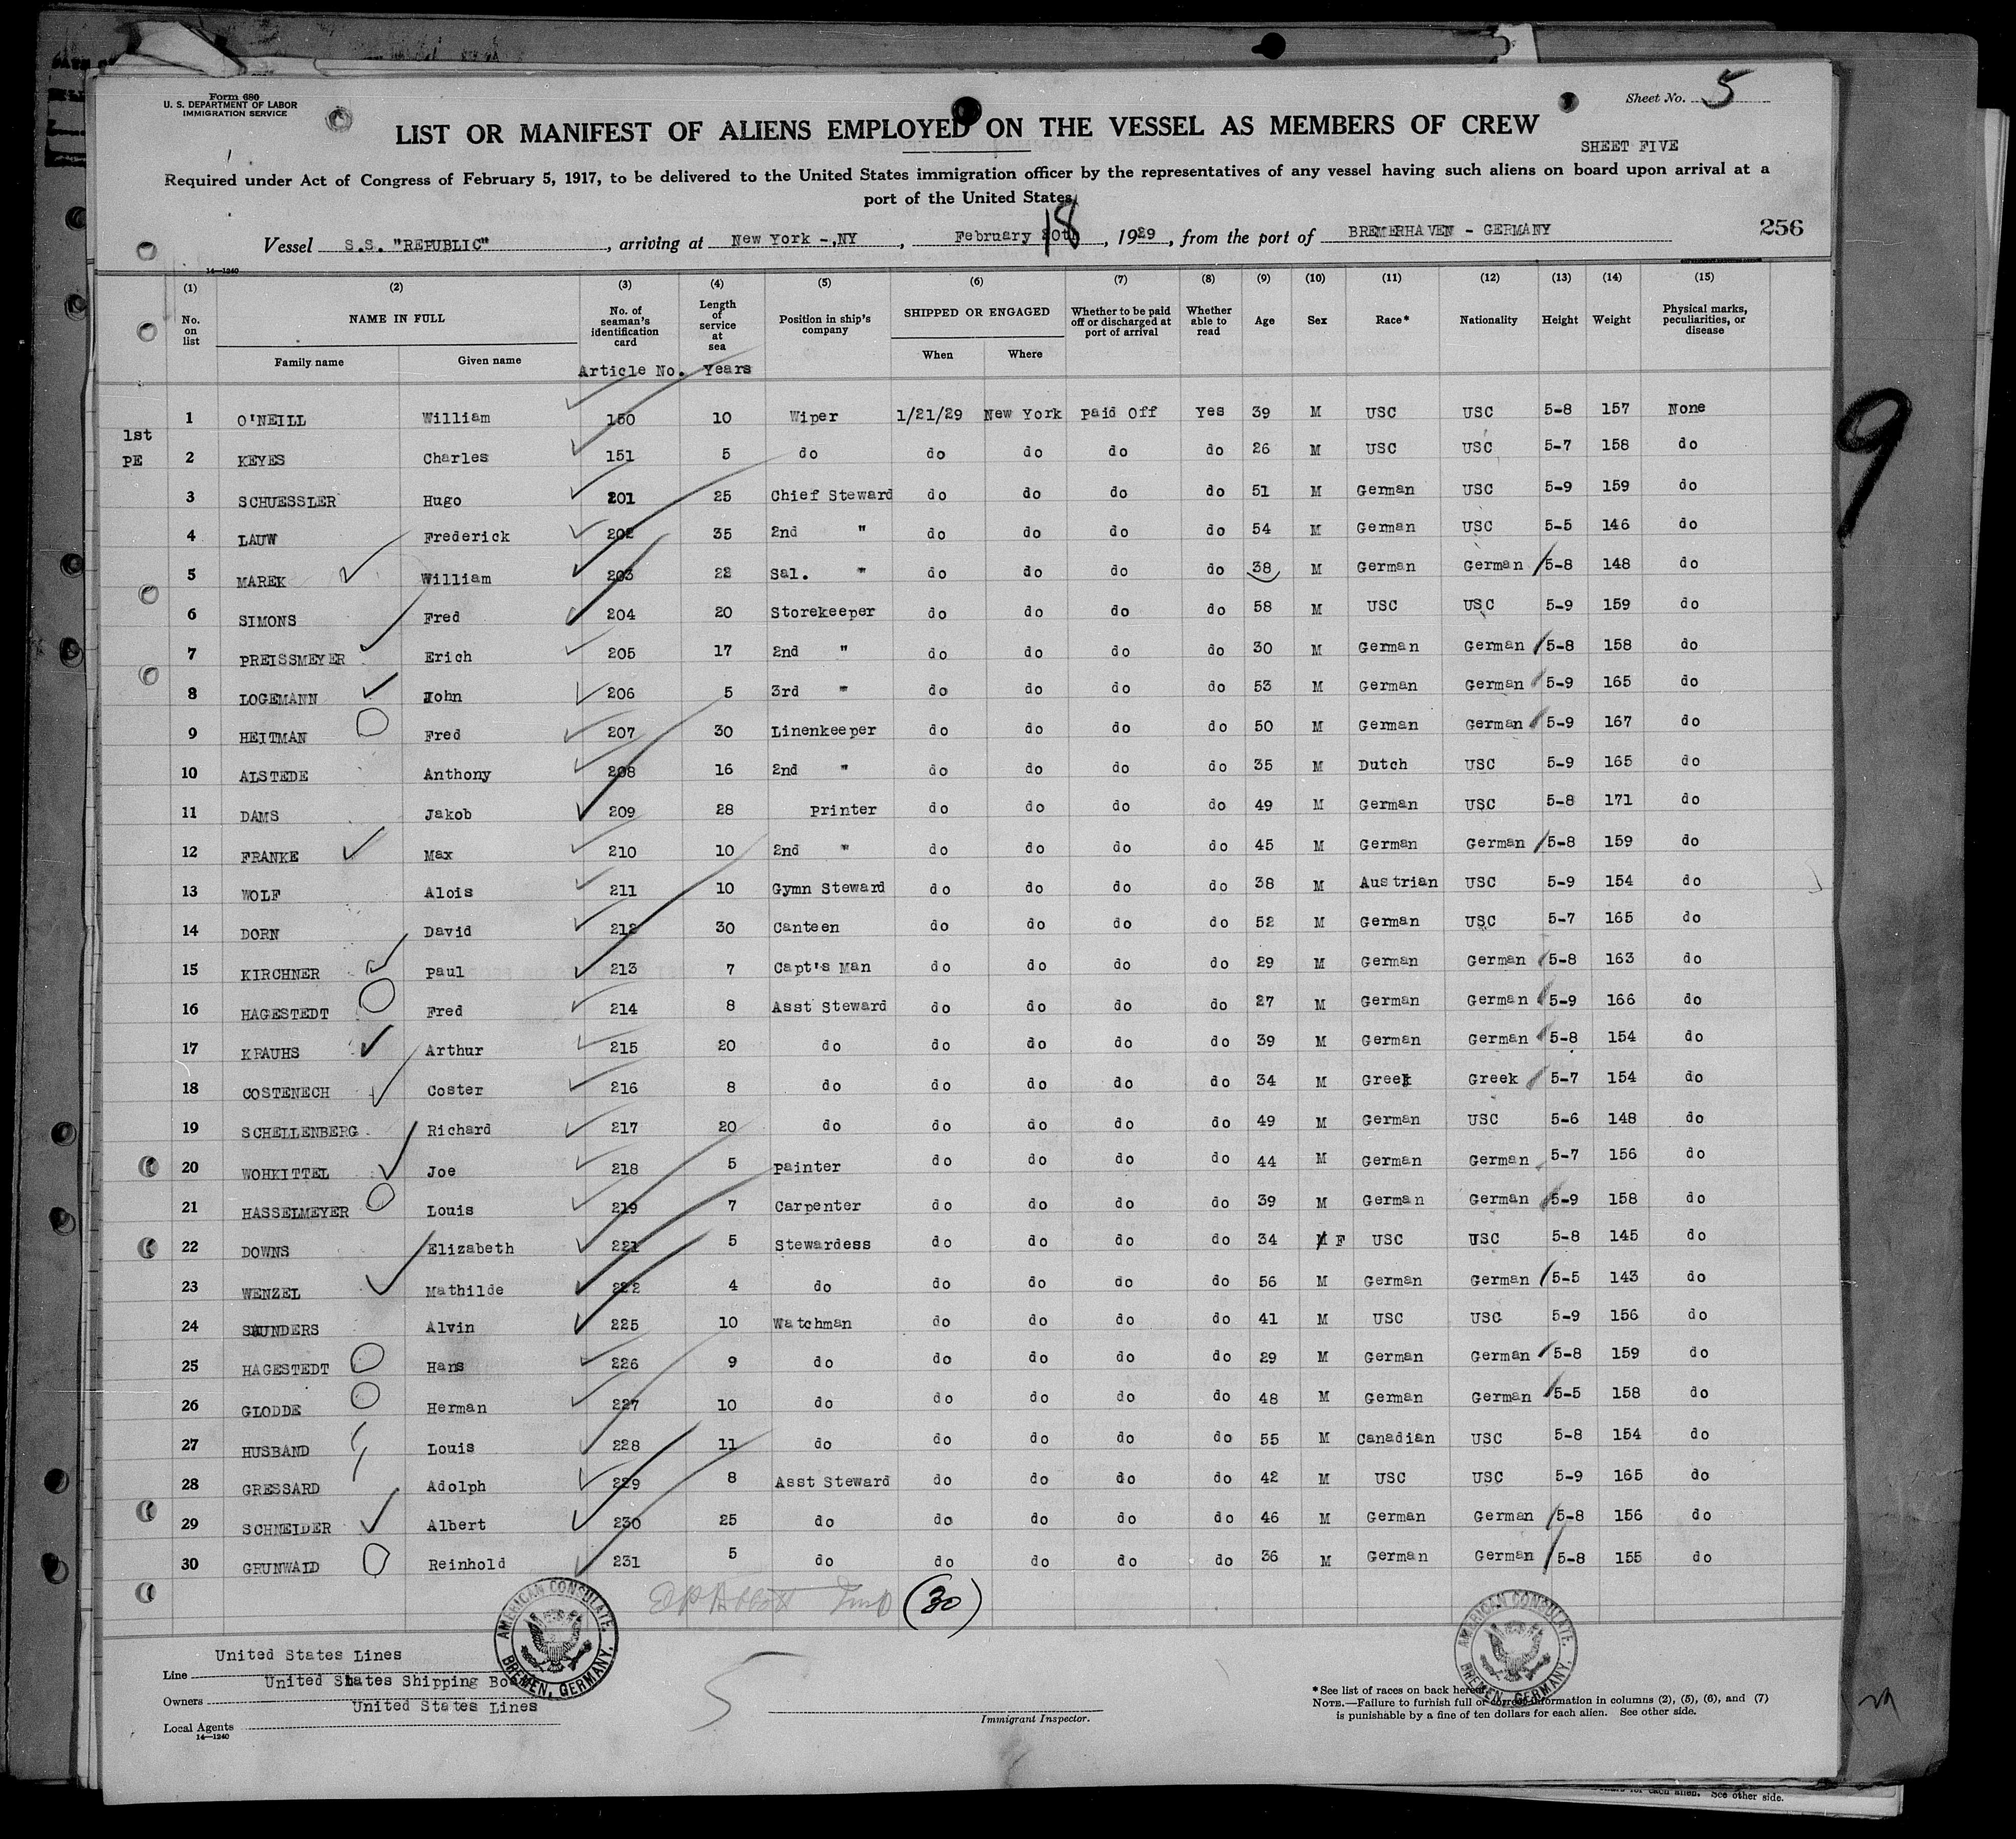 Form 680
U. S. DEPARTMENT OF LABOR
IMMIGRATION SERVICE
Sheet No. 5
LIST OR MANIFEST OF ALIENS EMPLOYED ON THE VESSEL AS MEMBERS OF CREW
SHEET FIVE
Required under Act of Congress of February 5, 1917, to be delivered to the United States immigration officer by the representatives of any vessel having such aliens on board upon arrival at a
port of the United States
Vessel S.S. "REPUBLIC", arriving at New York -,NY, February 20th 18, 1929, from the port of BREMERHAVEN - GERMANY 256
14—1240
(1) (2) (3) (4) (5) (6) (7) (8) (9) (10) (11) (12) (13) (14) (15)
No. on list NAME IN FULL No. of seaman's identification card Length of service at sea Position in ship's company SHIPPED OR ENGAGED Whether to be paid off or discharged at port of arrival Whether able to read Age Sex Race* Nationality Height Weight Physical marks, peculiarities, or disease
Family name Given name When Where
Article No. Years
1 O'NEILL William 150 10 Wiper 1/21/29 New York Paid Off Yes 39 M USC USC 5-8 157 None
1st
PE
2 KEYES Charles 151 5 do do do do do 26 M USC USC 5-7 158 do
3 SCHUESSLER Hugo 201 25 Chief Steward do do do do 51 M German USC 5-9 159 do
4 LAUW Frederick 202 35 2nd " do do do do 54 M German USC 5-5 146 do
5 MAREK William 203 22 Sal. " do do do do 38 M German German 5-8 148 do
6 SIMONS Fred 204 20 Storekeeper do do do do 58 M USC USC 5-9 159 do
7 PREISSMEYER Erich 205 17 2nd " do do do do 30 M German German 5-8 158 do
8 LOGEMANN John 206 5 3rd " do do do do 53 M German German 5-9 165 do
9 HEITMAN Fred 207 30 Linenkeeper do do do do 50 M German German 5-9 167 do
10 ALSTEDE Anthony 208 16 2nd " do do do do 35 M Dutch USC 5-9 165 do
11 DAMS Jakob 209 28 Printer do do do do 49 M German USC 5-8 171 do
12 FRANKE Max 210 10 2nd " do do do do 45 M German German 5-8 159 do
13 WOLF Alois 211 10 Gymn Steward do do do do 38 M Austrian USC 5-9 154 do
14 DORN David 212 30 Canteen do do do do 52 M German USC 5-7 165 do
15 KIRCHNER Paul 213 7 Capt's Man do do do do 29 M German German 5-8 163 do
16 HAGESTEDT Fred 214 8 Asst Steward do do do do 27 M German German 5-9 166 do
17 KRAUHS Arthur 215 20 do do do do do 39 M German German 5-8 154 do
18 COSTENECH Coster 216 8 do do do do do 34 M Greek Greek 5-7 154 do
19 SCHELLENBERG Richard 217 20 do do do do do 49 M German USC 5-6 148 do
20 WOHKITTEL Joe 218 5 Painter do do do do 44 M German German 5-7 156 do
21 HASSELMEYER Louis 219 7 Carpenter do do do do 39 M German German 5-9 158 do
22 DOWNS Elizabeth 221 5 Stewardess do do do do 34 M F USC USC 5-8 145 do
23 WENZEL Mathilde 222 4 do do do do do 56 M German German 5-5 143 do
24 SAUNDERS Alvin 225 10 Watchman do do do do 41 M USC USC 5-9 156 do
25 HAGESTEDT Hans 226 9 do do do do do 29 M German German 5-8 159 do
26 GLODDE Herman 227 10 do do do do do 48 M German German 5-5 158 do
27 HUSBAND Louis 228 11 do do do do do 55 M Canadian USC 5-8 154 do
28 GRESSARD Adolph 229 8 Asst Steward do do do do 42 M USC USC 5-9 165 do
29 SCHNEIDER Albert 230 25 do do do do do 46 M German German 5-8 156 do
30 GRUNWALD Reinhold 231 5 do do do do do 36 M German German 5-8 155 do
(30)
9
AMERICAN CONSULATE, BREMEN, GERMANY.
AMERICAN CONSULATE, BREMEN, GERMANY.
Line United States Lines
Owners United States Shipping Bo
Local Agents United States Lines
14—1240
5
Immigrant Inspector.
*See list of races on back hereof.
NOTE.—Failure to furnish full or correct information in columns (2), (5), (6), and (7)
is punishable by a fine of ten dollars for each alien. See other side.
for each alien. See other side.